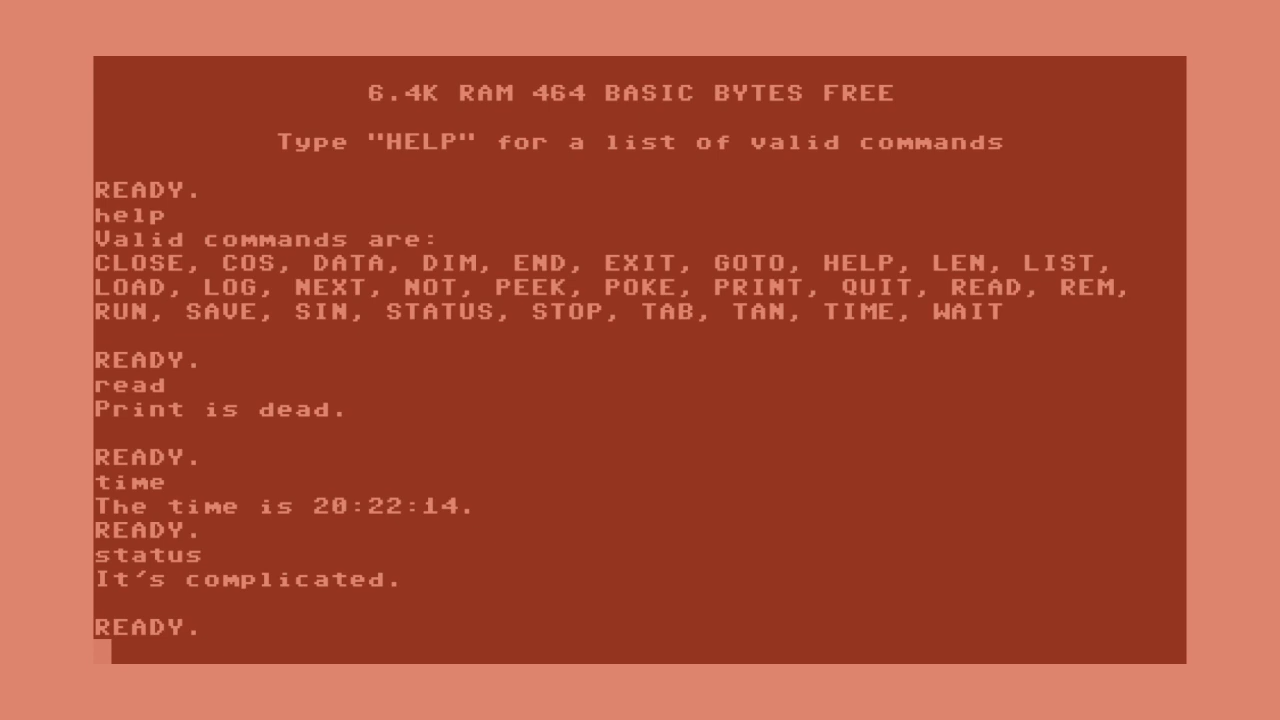 6.4K RAM 464 BASIC BYTES FREE
Type "HELP" for a list of valid commands
READY.
help
Valid commands are:
CLOSE, COS, DATA, DIM, END, EXIT, GOTO, HELP, LEN, LIST,
LOAD, LOG, NEXT, NOT, PEEK, POKE, PRINT, QUIT, READ, REM,
RUN, SAVE, SIN, STATUS, STOP, TAB, TAN, TIME, WAIT
READY.
read
Print is dead.
READY.
time
The time is 20:22:14.
READY.
status
It's complicated.
READY.